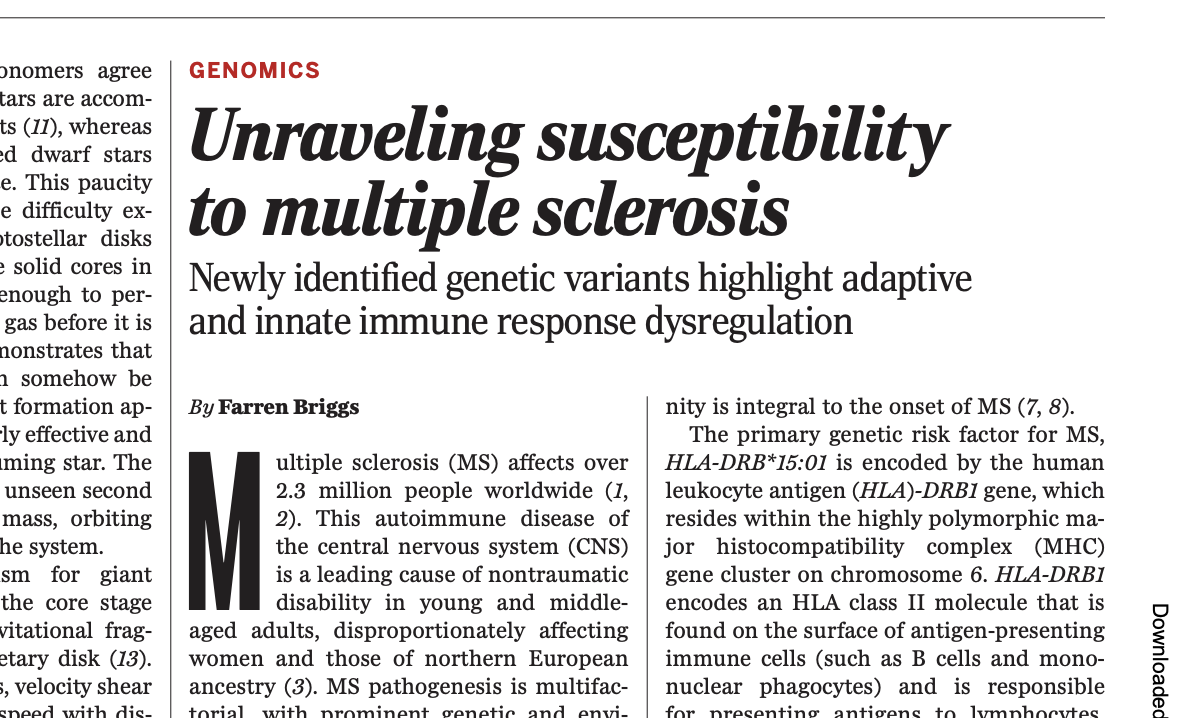 onomers agree
tars are accom-
ts (11), whereas
ed dwarf stars
e. This paucity
e difficulty ex-
otostellar disks
e solid cores in
enough to per-
gas before it is
monstrates that
n somehow be
t formation ap-
rly effective and
uming star. The
unseen second
mass, orbiting
he system.
ism for giant
the core stage
vitational frag-
etary disk (13).
s, velocity shear
speed with dis-
GENOMICS
Unraveling susceptibility
to multiple sclerosis
Newly identified genetic variants highlight adaptive
and innate immune response dysregulation
By Farren Briggs
Multiple sclerosis (MS) affects over
2.3 million people worldwide (1,
2). This autoimmune disease of
the central nervous system (CNS)
is a leading cause of nontraumatic
disability in young and middle-
aged adults, disproportionately affecting
women and those of northern European
ancestry (3). MS pathogenesis is multifac-
torial, with prominent genetic and envi-
nity is integral to the onset of MS (7, 8).
The primary genetic risk factor for MS,
HLA-DRB*15:01 is encoded by the human
leukocyte antigen (HLA)-DRB1 gene, which
resides within the highly polymorphic ma-
jor histocompatibility complex (MHC)
gene cluster on chromosome 6. HLA-DRB1
encodes an HLA class II molecule that is
found on the surface of antigen-presenting
immune cells (such as B cells and mono-
nuclear phagocytes) and is responsible
for presenting antigens to lymphocytes.
Downloaded